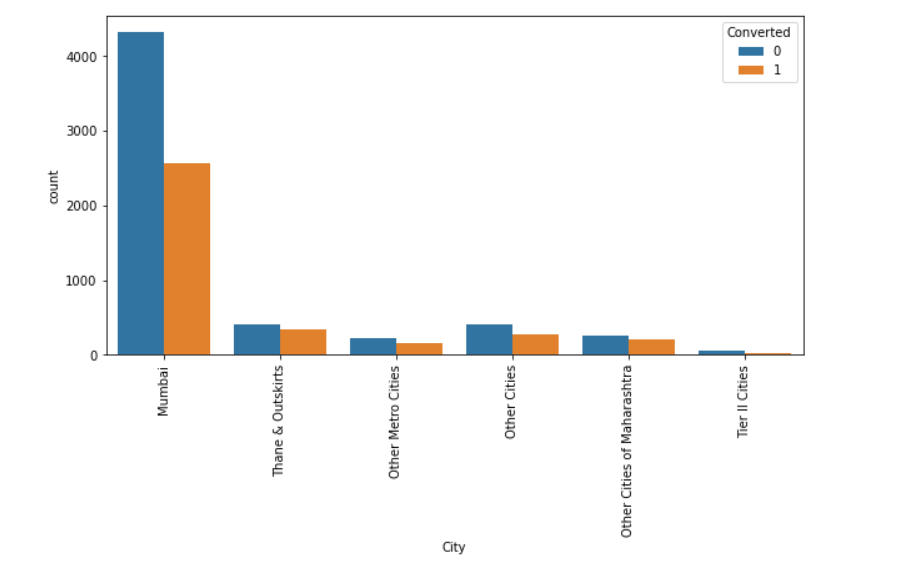 Converted
0
1
4000
3000
2000
1000
0
count
Mumbai
Thane & Outskirts
Other Metro Cities
Other Cities
Other Cities of Maharashtra
Tier II Cities
City